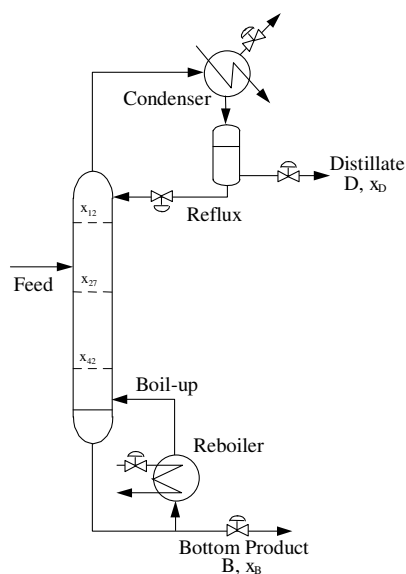 Condenser
Distillate
D, x_D
x_12
Reflux
Feed
x_27
x_42
Boil-up
Reboiler
Bottom Product
B, x_B